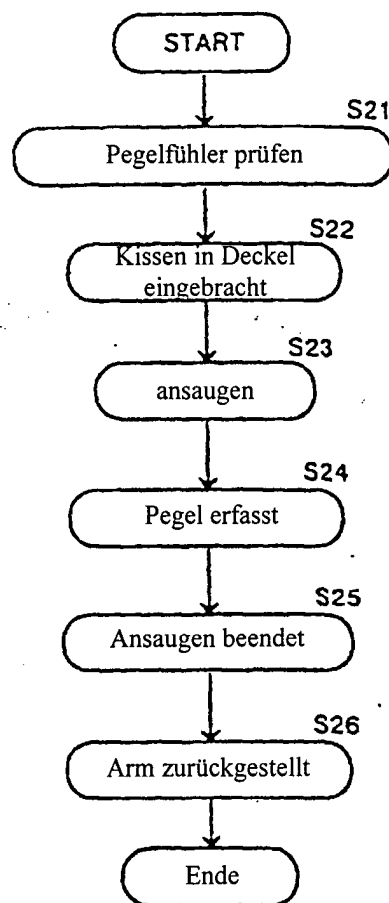 START
S21
Pegelfühler prüfen
S22
Kissen in Deckel
eingebracht
S23
ansaugen
S24
Pegel erfasst
S25
Ansaugen beendet
S26
Arm zurückgestellt
Ende